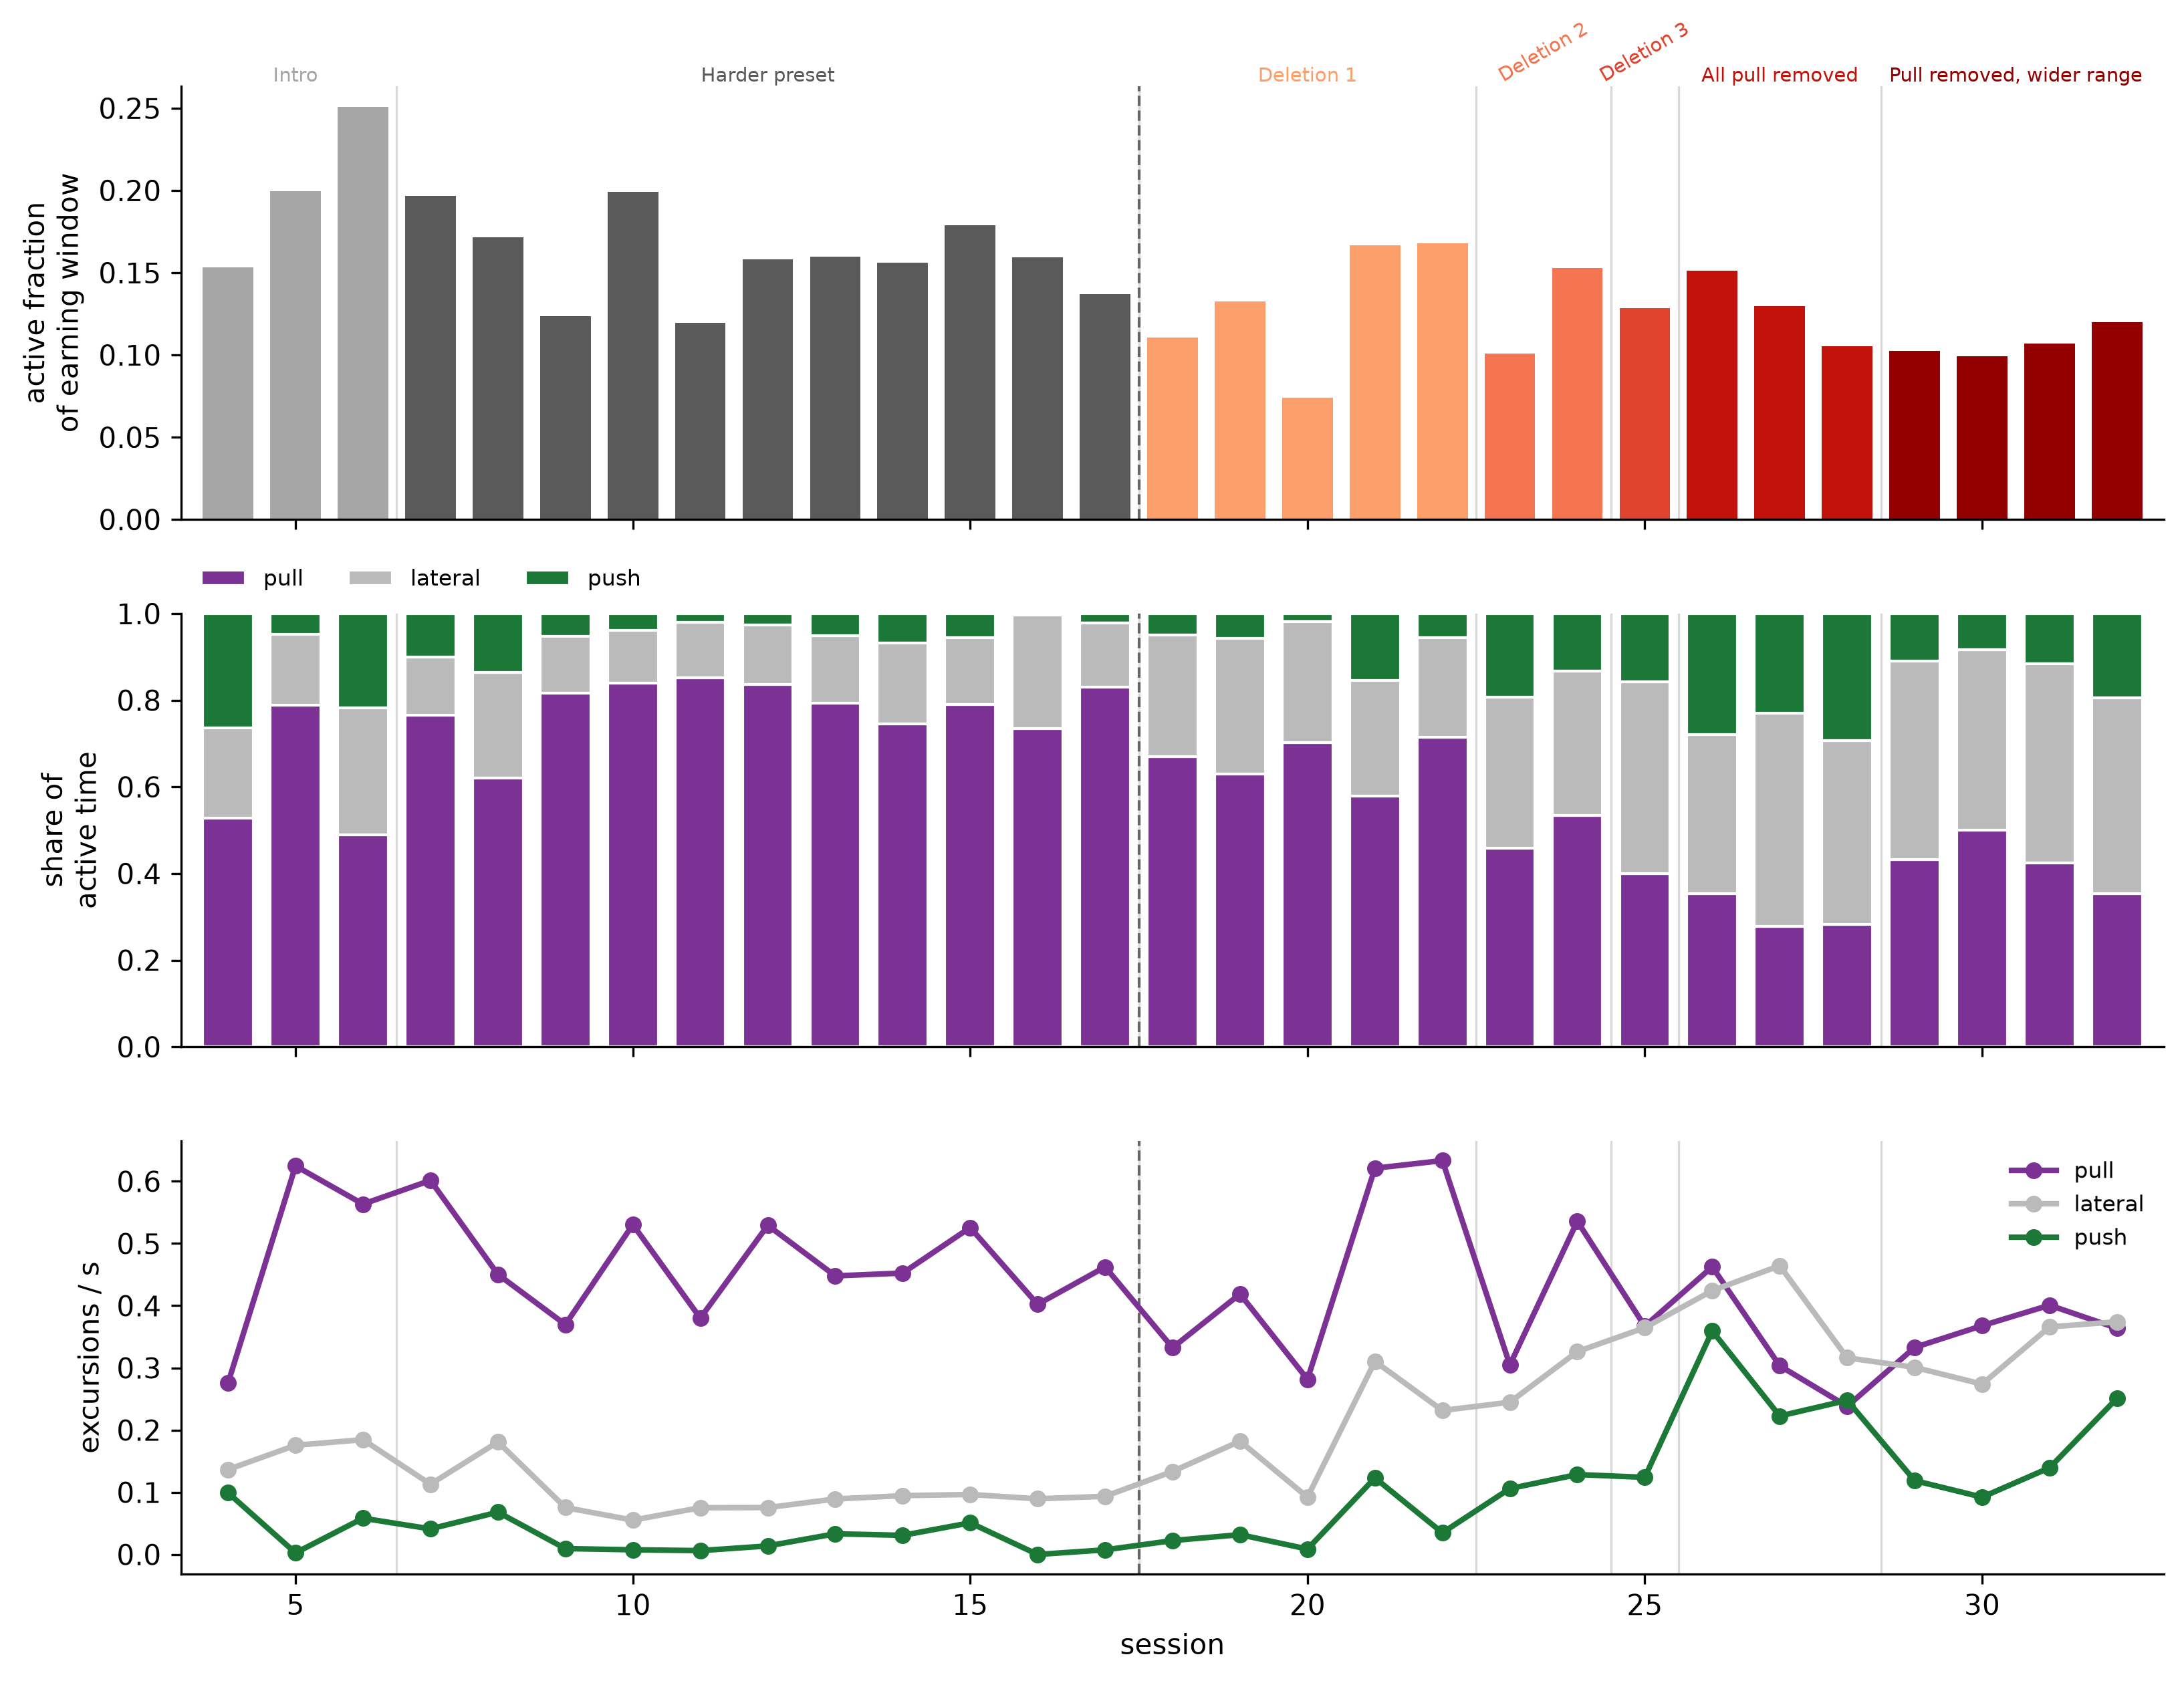 Intro
Harder preset
Deletion 1
Deletion 2
Deletion 3
All pull removed
Pull removed, wider range
active fraction
of earning window
0.25
0.20
0.15
0.10
0.05
0.00
pull
lateral
push
share of
active time
1.0
0.8
0.6
0.4
0.2
0.0
excursions / s
0.6
0.5
0.4
0.3
0.2
0.1
0.0
pull
lateral
push
5
10
15
20
25
30
session